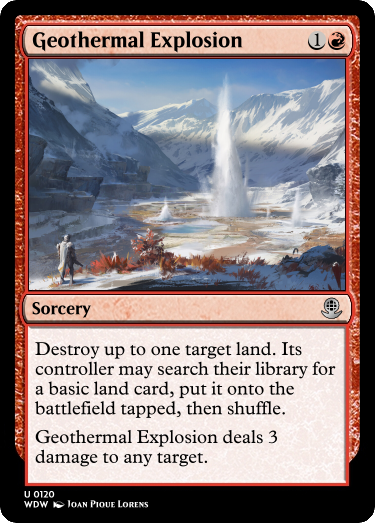 Geothermal Explosion 1
Sorcery
Destroy up to one target land. Its
controller may search their library for
a basic land card, put it onto the
battlefield tapped, then shuffle.
Geothermal Explosion deals 3
damage to any target.
U 0120
WDW Joan Pique Lorens